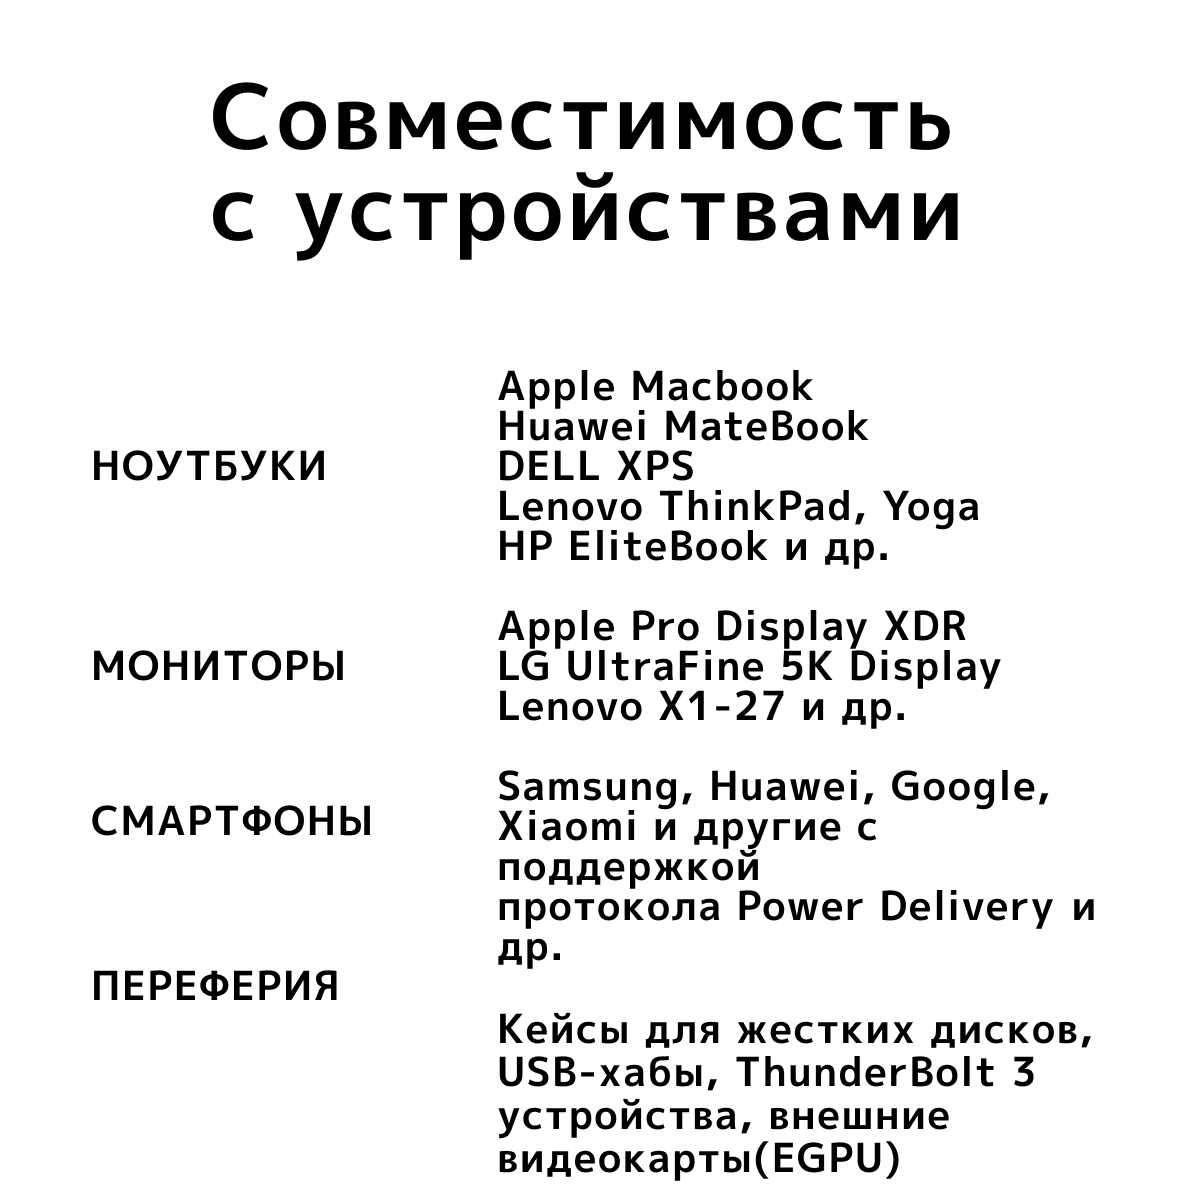 Совместимость
с устройствами
НОУТБУКИ
Apple Macbook
Huawei MateBook
DELL XPS
Lenovo ThinkPad, Yoga
HP EliteBook и др.
МОНИТОРЫ
Apple Pro Display XDR
LG UltraFine 5K Display
Lenovo X1-27 и др.
СМАРТФОНЫ
Samsung, Huawei, Google,
Xiaomi и другие с
поддержкой
протокола Power Delivery и
др.
ПЕРЕФЕРИЯ
Кейсы для жестких дисков,
USB-хабы, ThunderBolt 3
устройства, внешние
видеокарты(EGPU)